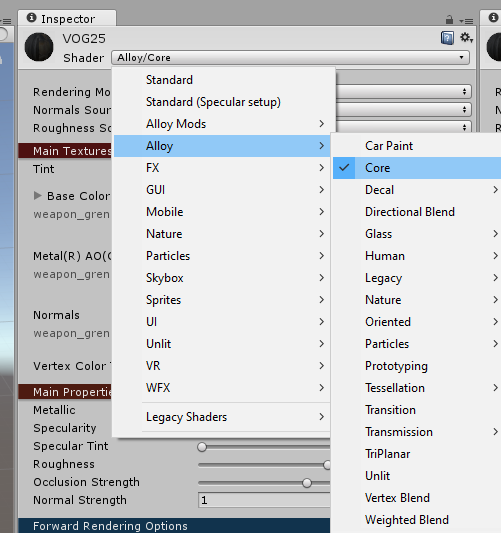 Inspector
VOG25
Shader Alloy/Core
Rendering Mo
Normals Sour
Roughness So
Main Textures
Tint
Base Color
weapon_gren
Metal(R) AO(
weapon_gren
Normals
weapon_gren
Vertex Color
Main Propertie
Metallic
Specularity
Specular Tint
Roughness
Occlusion Strength
Normal Strength 1
Forward Rendering Options
Standard
Standard (Specular setup)
Alloy Mods
Alloy
FX
GUI
Mobile
Nature
Particles
Skybox
Sprites
UI
Unlit
VR
WFX
Legacy Shaders
Car Paint
Core
Decal
Directional Blend
Glass
Human
Legacy
Nature
Oriented
Particles
Prototyping
Tessellation
Transition
Transmission
TriPlanar
Unlit
Vertex Blend
Weighted Blend